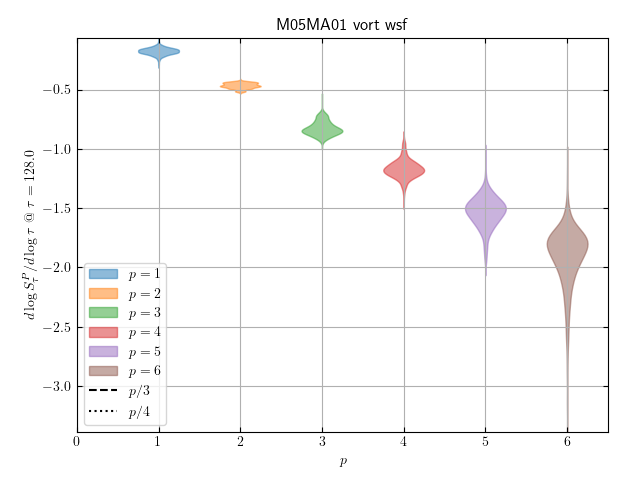 M05MA01 vort wsf
d log S_τ^P / d log τ @ τ = 128.0
−0.5
−1.0
−1.5
−2.0
−2.5
−3.0
p = 1
p = 2
p = 3
p = 4
p = 5
p = 6
p/3
p/4
0 1 2 3 4 5 6
p